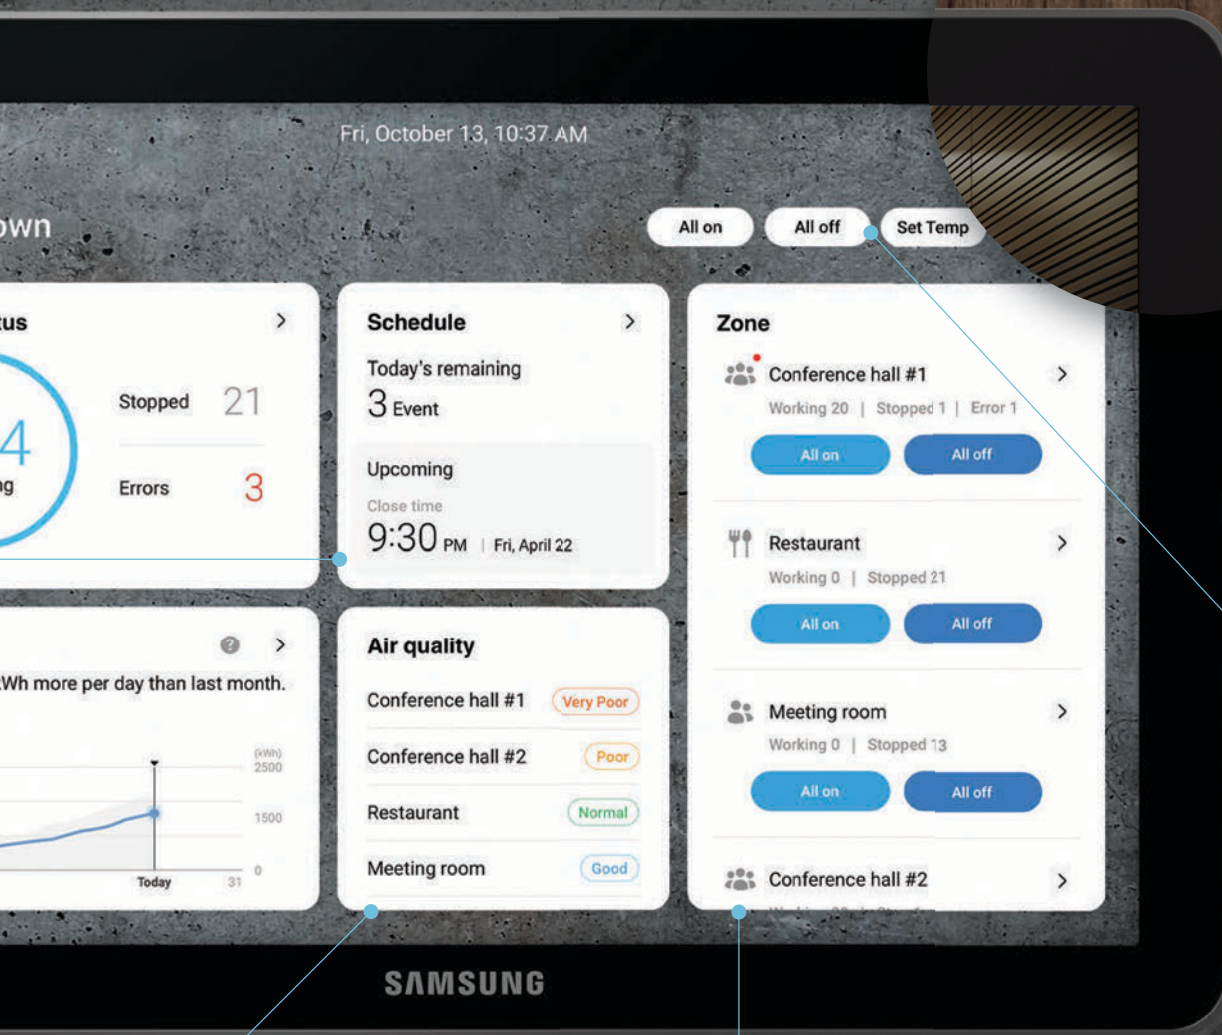 Fri, October 13, 10:37 AM
own
All on
All off
Set Temp
tus
4
ng
Stopped 21
Errors 3
Schedule
Today's remaining
3 Event
Upcoming
Close time
9:30 PM | Fri, April 22
Zone
Conference hall #1
Working 20 | Stopped 1 | Error 1
All on
All off
Restaurant
Working 0 | Stopped 21
All on
All off
Meeting room
Working 0 | Stopped 13
All on
All off
Conference hall #2
?
Wh more per day than last month.
(kWh)
2500
1500
0
Today
31
Air quality
Conference hall #1 Very Poor
Conference hall #2 Poor
Restaurant Normal
Meeting room Good
SAMSUNG